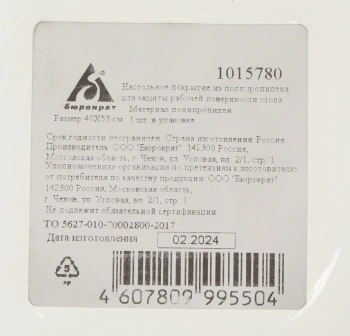 1015780
бюрократ
Настольное покрытие из полипропилена
для защиты рабочей поверхности стола
Материал полипропилен
Размер 40X53 см 1 шт. в упаковке
Срок годности неограничен. Страна изготовления: Россия
Производитель: ООО "Бюрократ" 142300 Россия,
Московская область, г. Чехов, ул. Угловая, вл. 2/1, стр. 1
Уполномоченная организация по претензиям к изготовителю
от потребителя по качеству продукции: ООО "Бюрократ"
142300 Россия, Московская область,
г. Чехов, ул. Угловая, вл. 2/1, стр. 1
Не подлежит обязательной сертификации
ТО 5627-010-70002800-2017
Дата изготовления 02.2024
5
пр
4 607809 995504